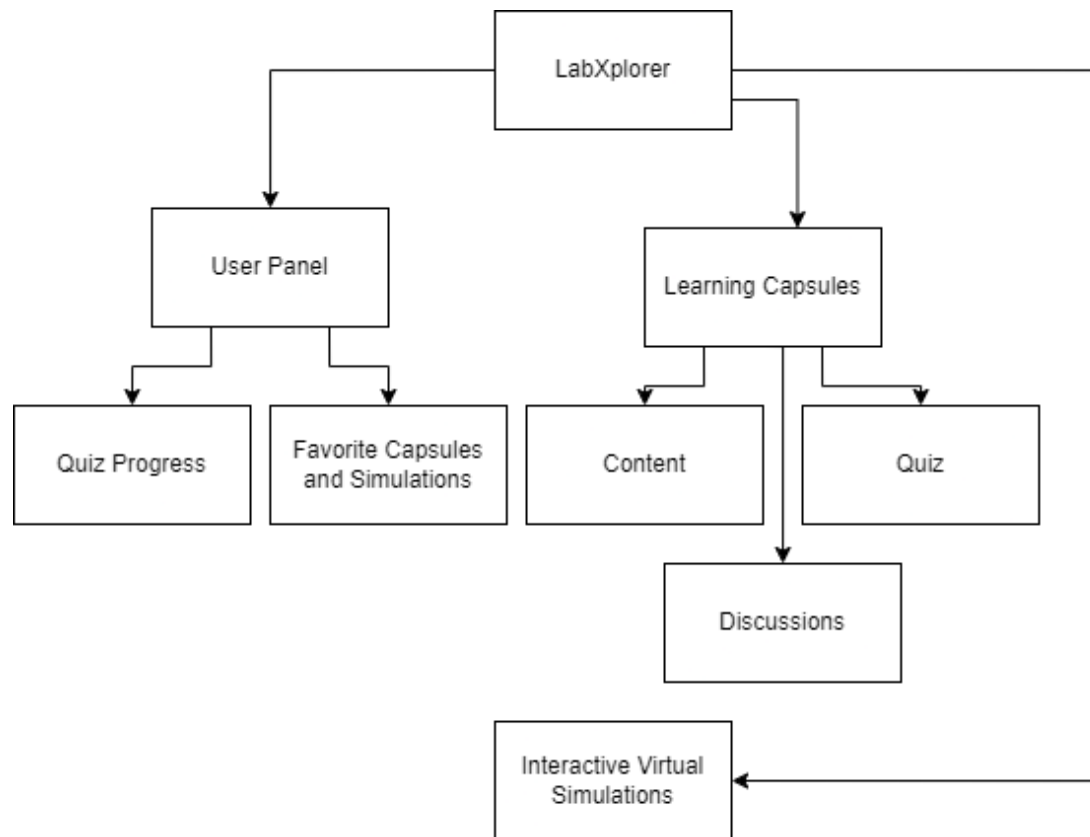 LabXplorer
User Panel
Learning Capsules
Quiz Progress
Favorite Capsules
and Simulations
Content
Quiz
Discussions
Interactive Virtual
Simulations